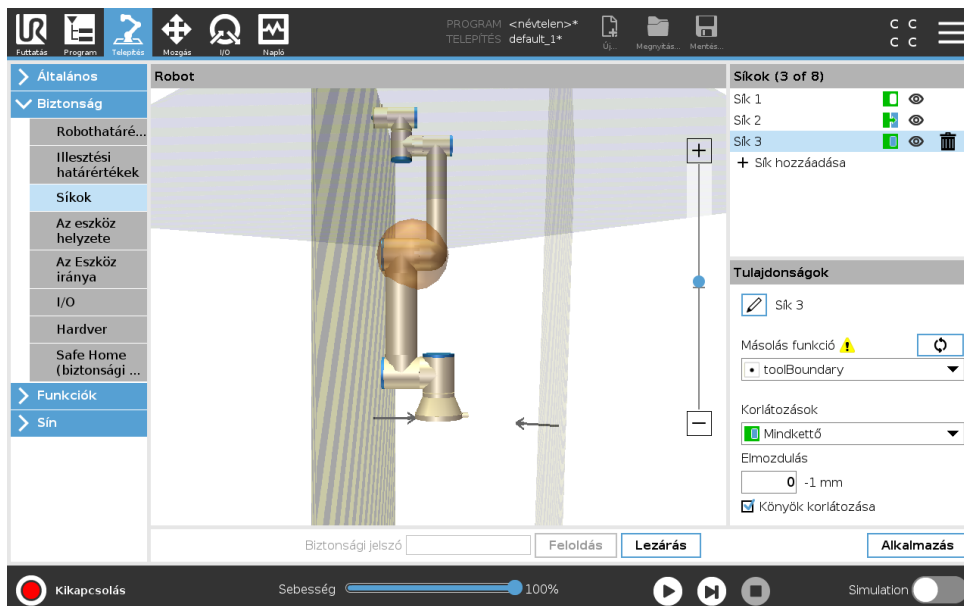 PROGRAM <névtelen>*
TELEPÍTÉS default_1*
Futtatás Program Telepítés Mozgás I/O Napló Új... Megnyitás... Mentés...
C C
C C
Általános
Biztonság
Robothatáré...
Illesztési
határértékek
Síkok
Az eszköz
helyzete
Az Eszköz
iránya
I/O
Hardver
Safe Home
(biztonsági ...
Funkciók
Sín
Robot
Síkok (3 of 8)
Sík 1
Sík 2
Sík 3
+ Sík hozzáadása
Tulajdonságok
Sík 3
Másolás funkció
toolBoundary
Korlátozások
Mindkettő
Elmozdulás
0 -1 mm
Könyök korlátozása
Biztonsági jelszó Feloldás Lezárás Alkalmazás
Kikapcsolás Sebesség 100% Simulation